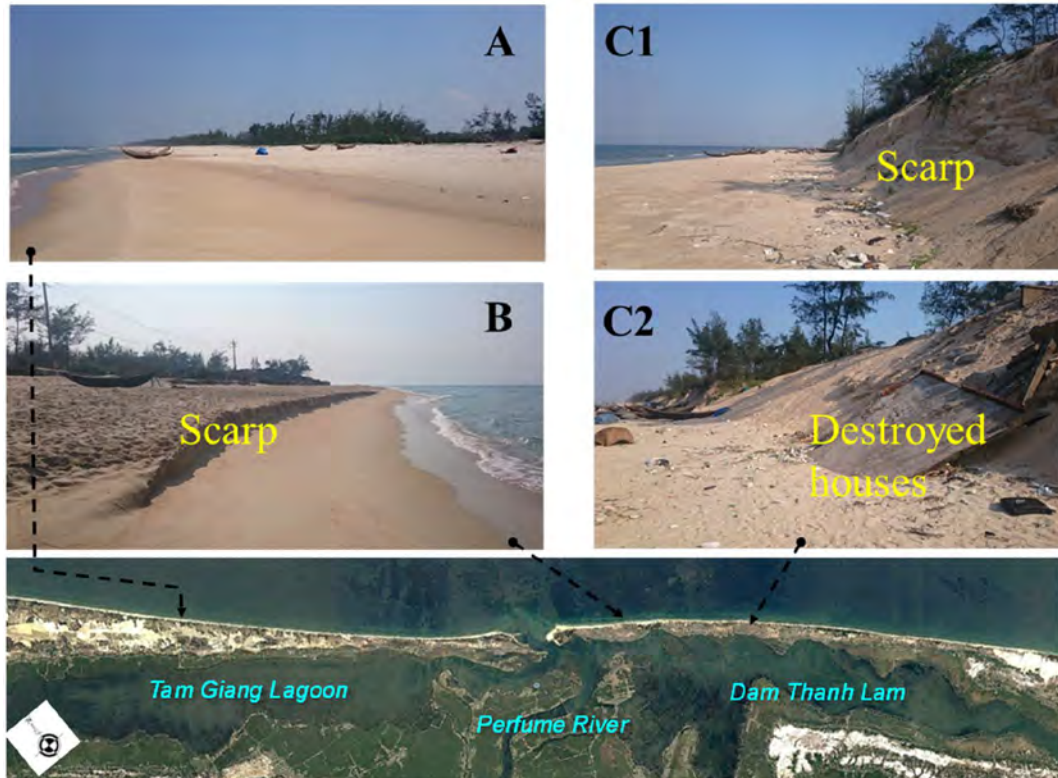 A
C1
Scarp
B
Scarp
C2
Destroyed
houses
Tam Giang Lagoon
Perfume River
Dam Thanh Lam